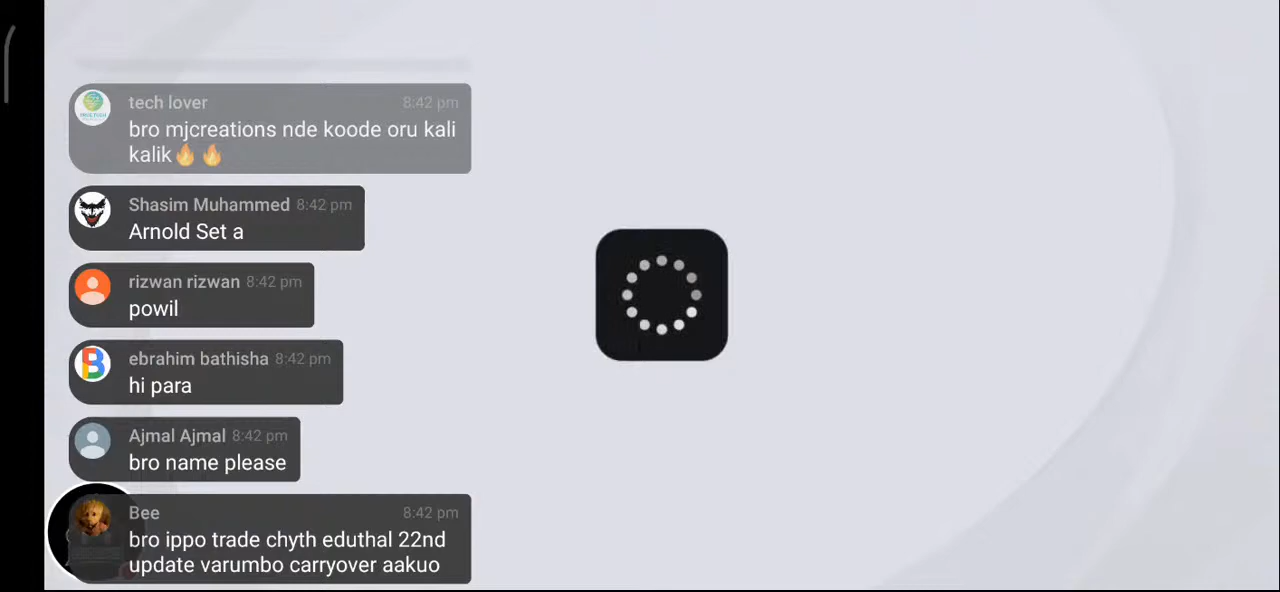 tech lover 8:42 pm
bro mjcreations nde koode oru kali
kalik🔥🔥
Shasim Muhammed 8:42 pm
Arnold Set a
rizwan rizwan 8:42 pm
powil
ebrahim bathisha 8:42 pm
hi para
Ajmal Ajmal 8:42 pm
bro name please
Bee 8:42 pm
bro ippo trade chyth eduthal 22nd
update varumbo carryover aakuo